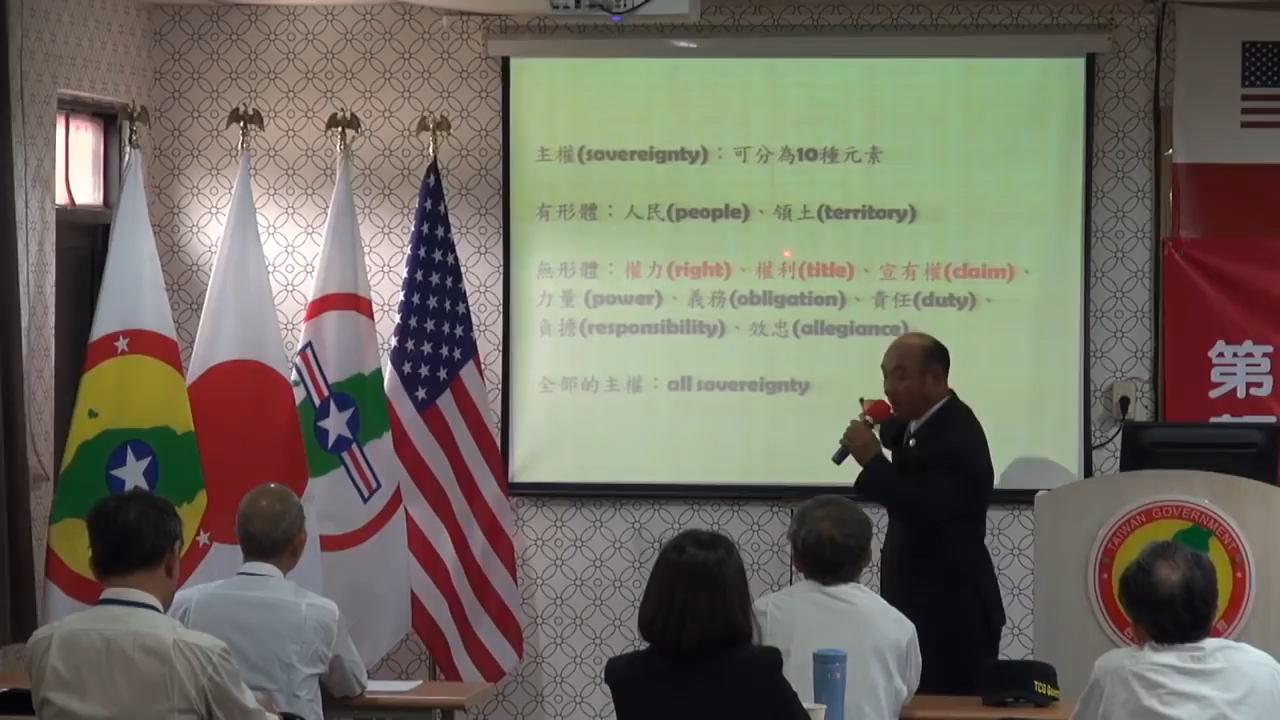 主權(sovereignty)：可分為10種元素
有形體：人民(people)、領土(territory)
無形體：權力(right)、權利(title)、宣有權(claim)、
力量 (power)、義務(obligation)、責任(duty)、
負擔(responsibility)、效忠(allegiance)
全部的主權：all sovereignty
第
TAIWAN GOVERNMENT
TCG